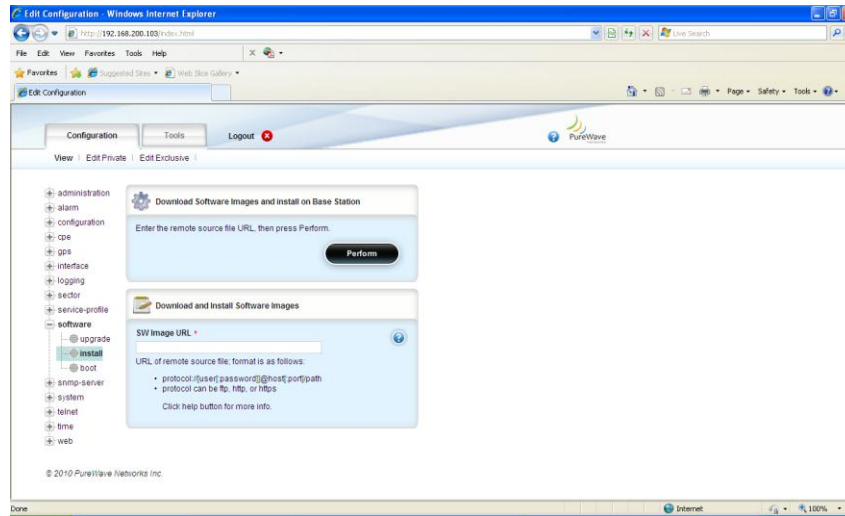 Edit Configuration - Windows Internet Explorer
http://192.168.200.103/index.html
Live Search
File Edit View Favorites Tools Help
Favorites Suggested Sites Web Slice Gallery
Edit Configuration
Page Safety Tools
Configuration Tools Logout
PureWave
View Edit Private Edit Exclusive
administration
alarm
configuration
cpe
gps
interface
logging
sector
service-profile
software
upgrade
install
boot
snmp-server
system
telnet
time
web
Download Software Images and install on Base Station
Enter the remote source file URL, then press Perform.
Perform
Download and Install Software Images
SW Image URL *
URL of remote source file; format is as follows:
• protocol://[user[:password]]@host[:port]/path
• protocol can be ftp, http, or https
Click help button for more info.
© 2010 PureWave Networks Inc.
Done
Internet
100%